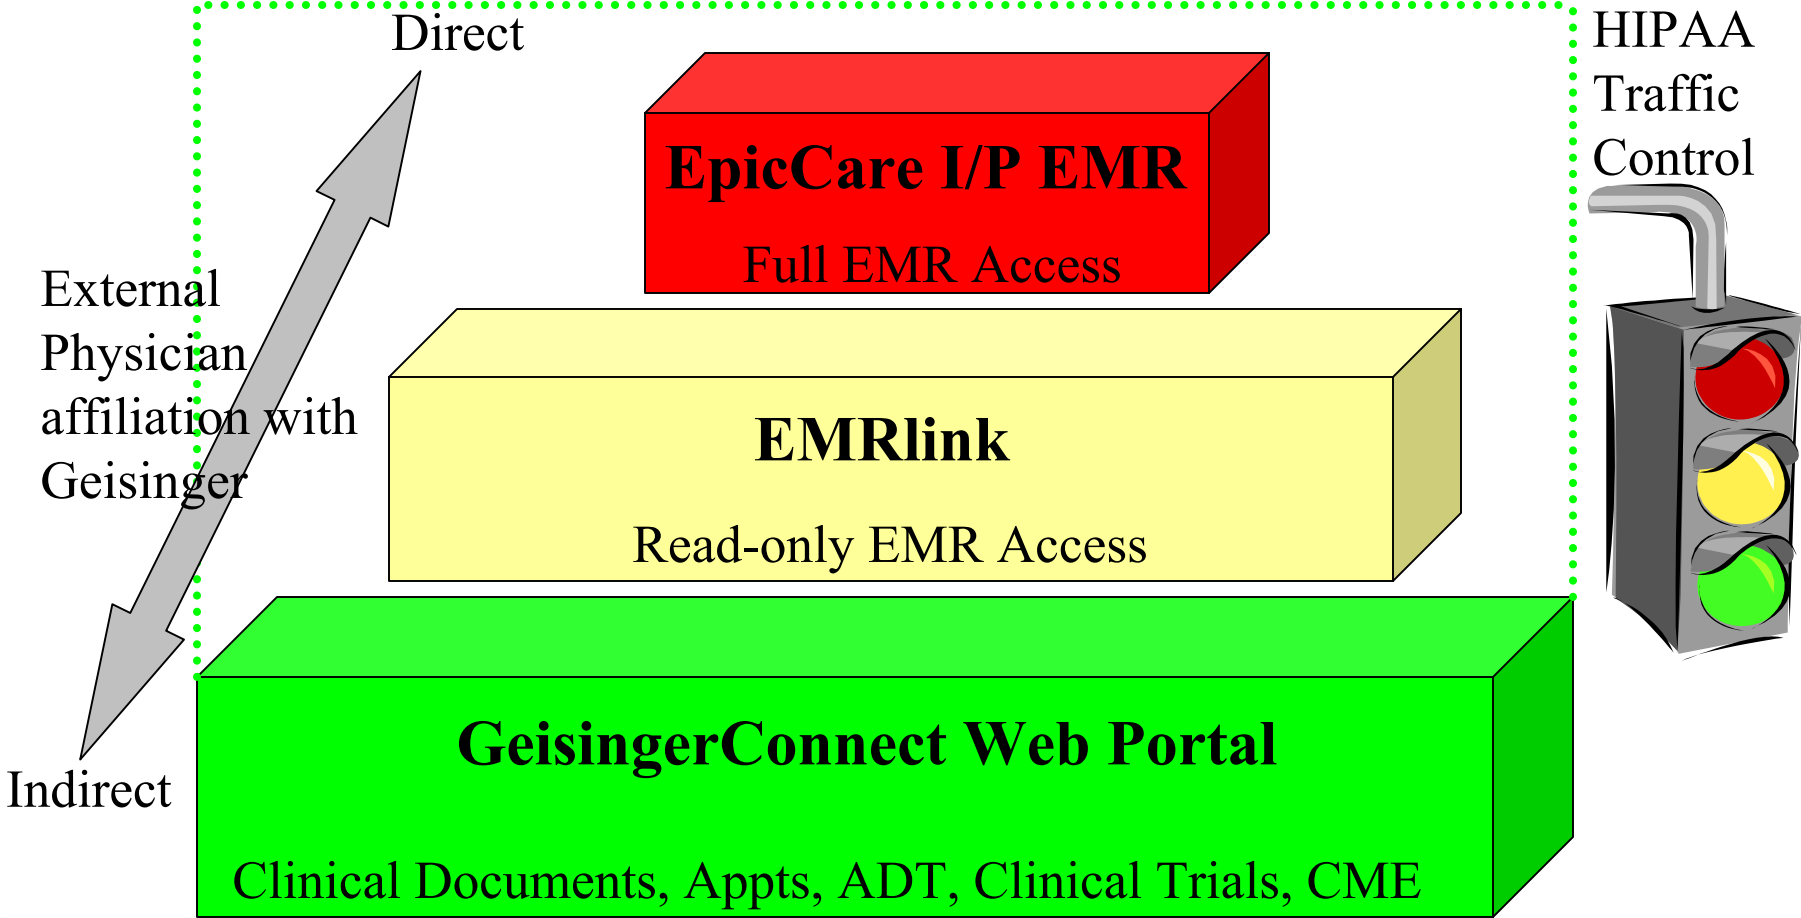 Direct
HIPAA
Traffic
Control
EpicCare I/P EMR
Full EMR Access
External
Physician
affiliation with
Geisinger
EMRlink
Read-only EMR Access
GeisingerConnect Web Portal
Indirect
Clinical Documents, Appts, ADT, Clinical Trials, CME